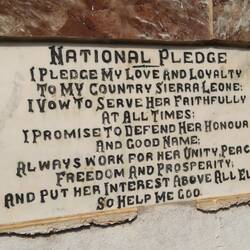 NATIONAL PLEDGE
I PLEDGE MY LOVE AND LOYALTY
TO MY COUNTRY SIERRA LEONE;
I VOW TO SERVE HER FAITHFULLY
AT ALL TIMES;
I PROMISE TO DEFEND HER HONOUR
AND GOOD NAME;
ALWAYS WORK FOR HER UNITY, PEAC
FREEDOM AND PROSPERITY;
AND PUT HER INTEREST ABOVE ALL EL
SO HELP ME GOD.